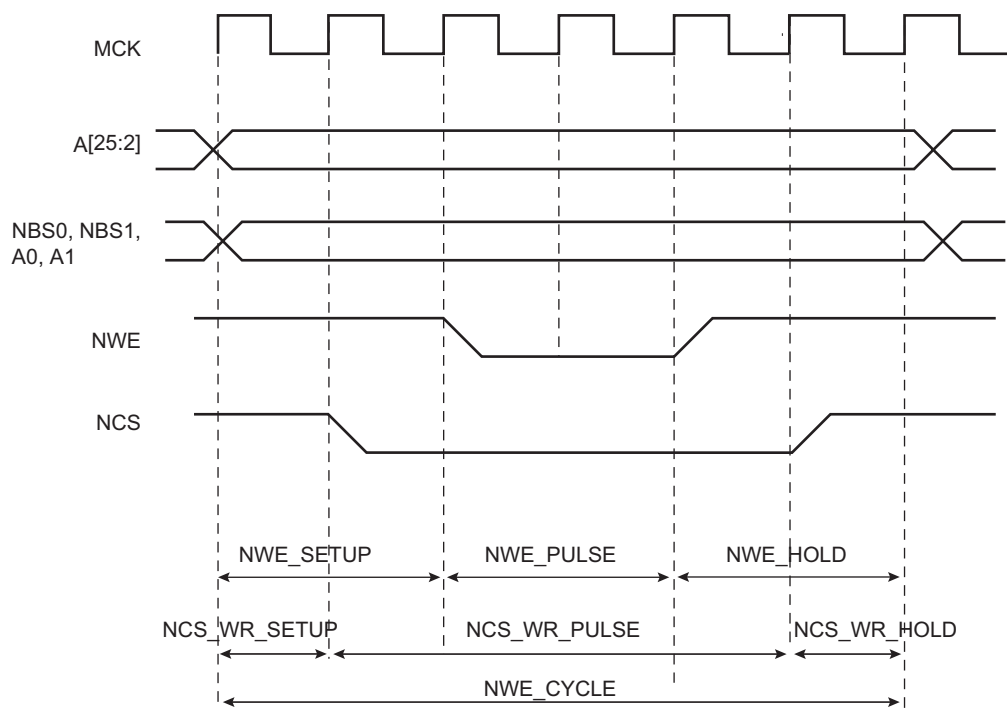 MCK
A[25:2]
NBS0, NBS1,
A0, A1
NWE
NCS
NWE_SETUP
NWE_PULSE
NWE_HOLD
NCS_WR_SETUP
NCS_WR_PULSE
NCS_WR_HOLD
NWE_CYCLE